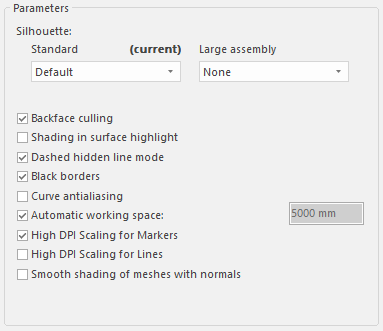 Parameters
Silhouette:
Standard (current) Large assembly
Default None
Backface culling
Shading in surface highlight
Dashed hidden line mode
Black borders
Curve antialiasing
Automatic working space: 5000 mm
High DPI Scaling for Markers
High DPI Scaling for Lines
Smooth shading of meshes with normals